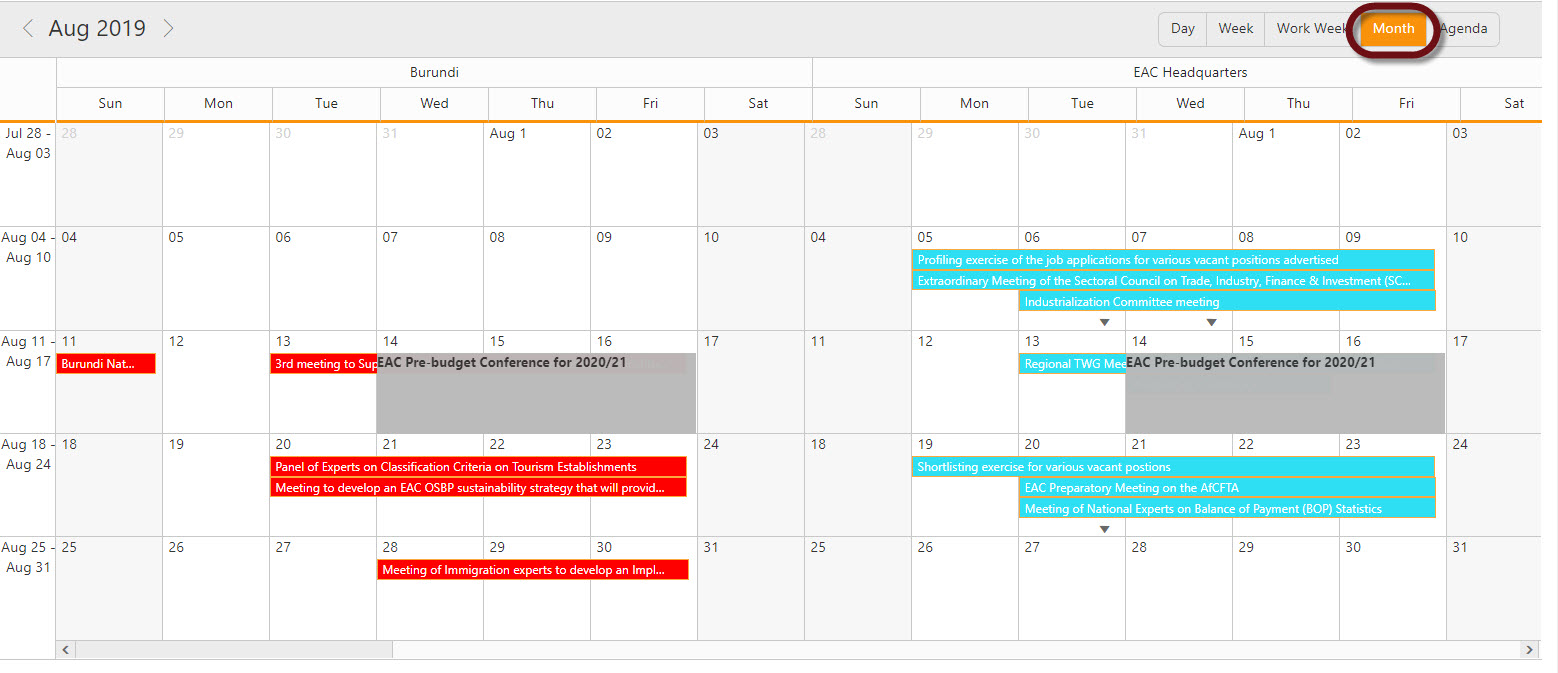 Aug 2019
Day Week Work Week Month Agenda
Burundi EAC Headquarters
Sun Mon Tue Wed Thu Fri Sat Sun Mon Tue Wed Thu Fri Sat
Jul 28 - 28 29 30 31 Aug 1 02 03 28 29 30 31 Aug 1 02 03
Aug 03
Aug 04 - 04 05 06 07 08 09 10 04 05 06 07 08 09 10
Aug 10
Profiling exercise of the job applications for various vacant positions advertised
Extraordinary Meeting of the Sectoral Council on Trade, Industry, Finance & Investment (SC...
Industrialization Committee meeting
Aug 11 - 11 12 13 14 15 16 17 11 12 13 14 15 16 17
Aug 17
Burundi Nat... 3rd meeting to Sup EAC Pre-budget Conference for 2020/21 Regional TWG Mee EAC Pre-budget Conference for 2020/21
Aug 18 - 18 19 20 21 22 23 24 18 19 20 21 22 23 24
Aug 24
Panel of Experts on Classification Criteria on Tourism Establishments Shortlisting exercise for various vacant postions
Meeting to develop an EAC OSBP sustainability strategy that will provid... EAC Preparatory Meeting on the AfCFTA
Meeting of National Experts on Balance of Payment (BOP) Statistics
Aug 25 - 25 26 27 28 29 30 31 25 26 27 28 29 30 31
Aug 31
Meeting of Immigration experts to develop an Impl...